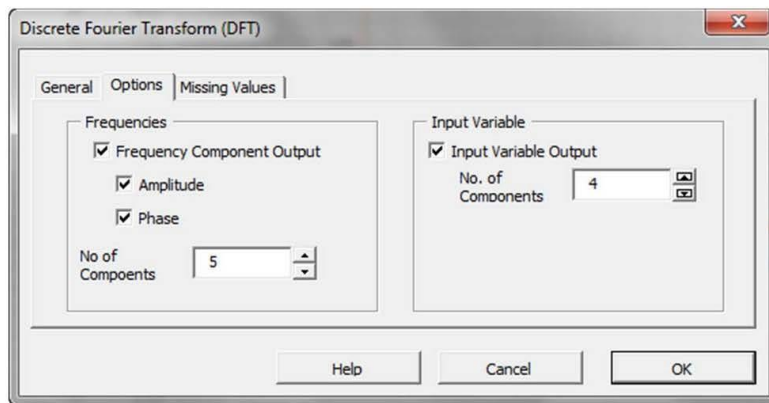 Discrete Fourier Transform (DFT)
General Options Missing Values
Frequencies
Frequency Component Output
Amplitude
Phase
No of
Compoents
5
Input Variable
Input Variable Output
No. of
Components
4
Help Cancel OK